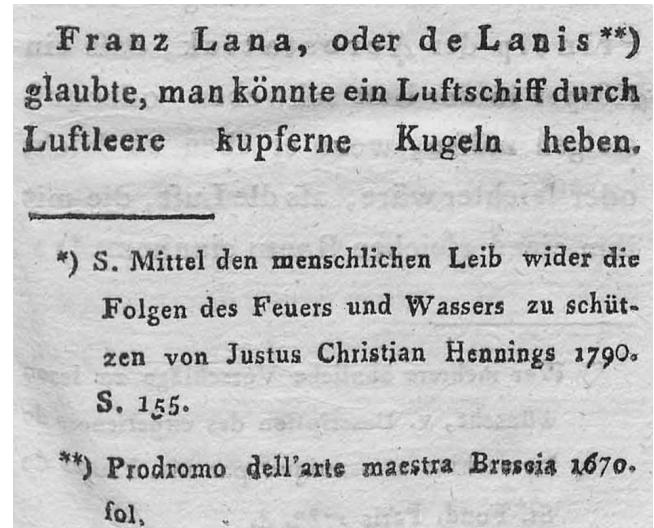 Franz Lana, oder de Lanis**)
glaubte, man könnte ein Luftschiff durch
Luftleere kupferne Kugeln heben.
*) S. Mittel den menschlichen Leib wider die
Folgen des Feuers und Wassers zu schüt-
zen von Justus Christian Hennings 1790.
S. 155.
**) Prodromo dell'arte maestra Brescia 1670.
fol.